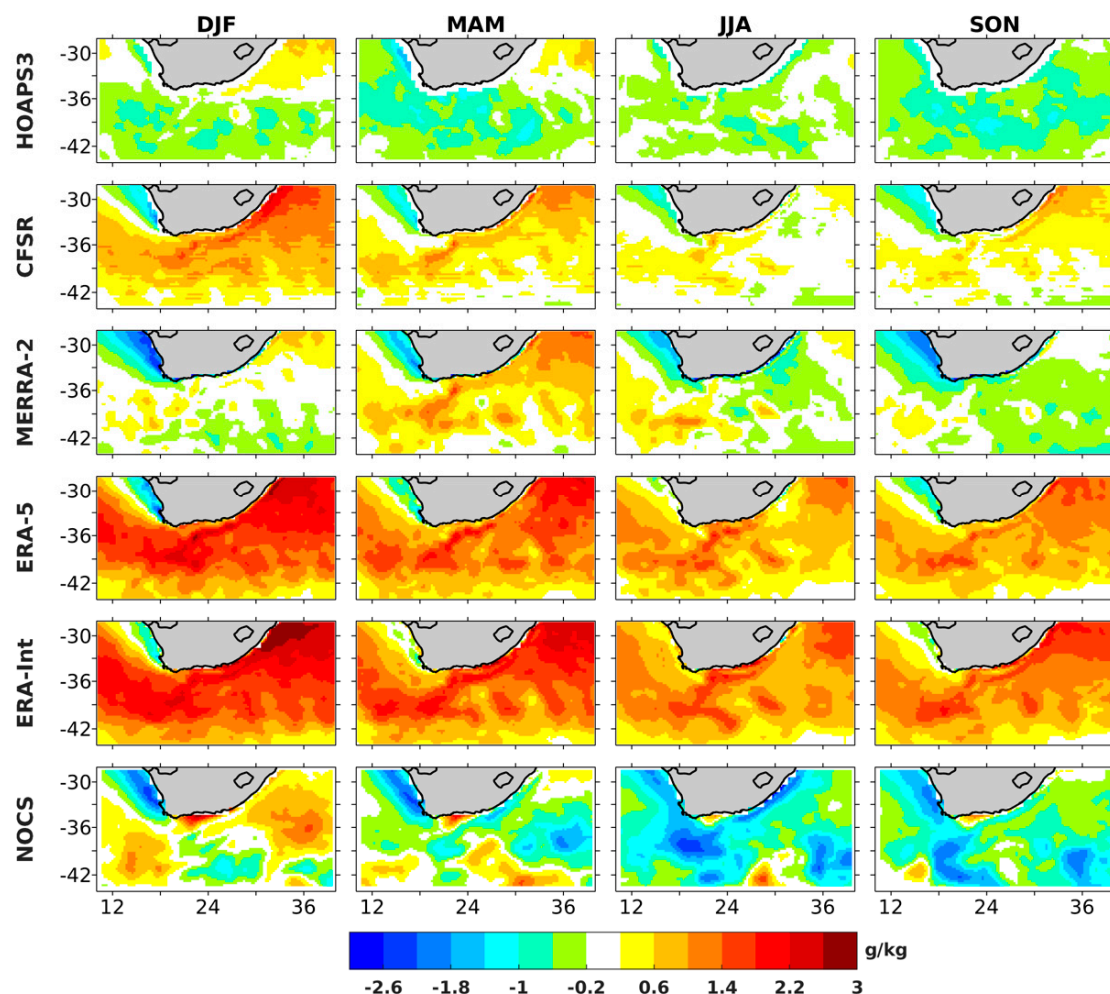 DJF MAM JJA SON
HOAPS3
-30
-36
-42
CFSR
-30
-36
-42
MERRA-2
-30
-36
-42
ERA-5
-30
-36
-42
ERA-Int
-30
-36
-42
NOCS
-30
-36
-42
12 24 36 12 24 36 12 24 36 12 24 36
g/kg
-2.6 -1.8 -1 -0.2 0.6 1.4 2.2 3